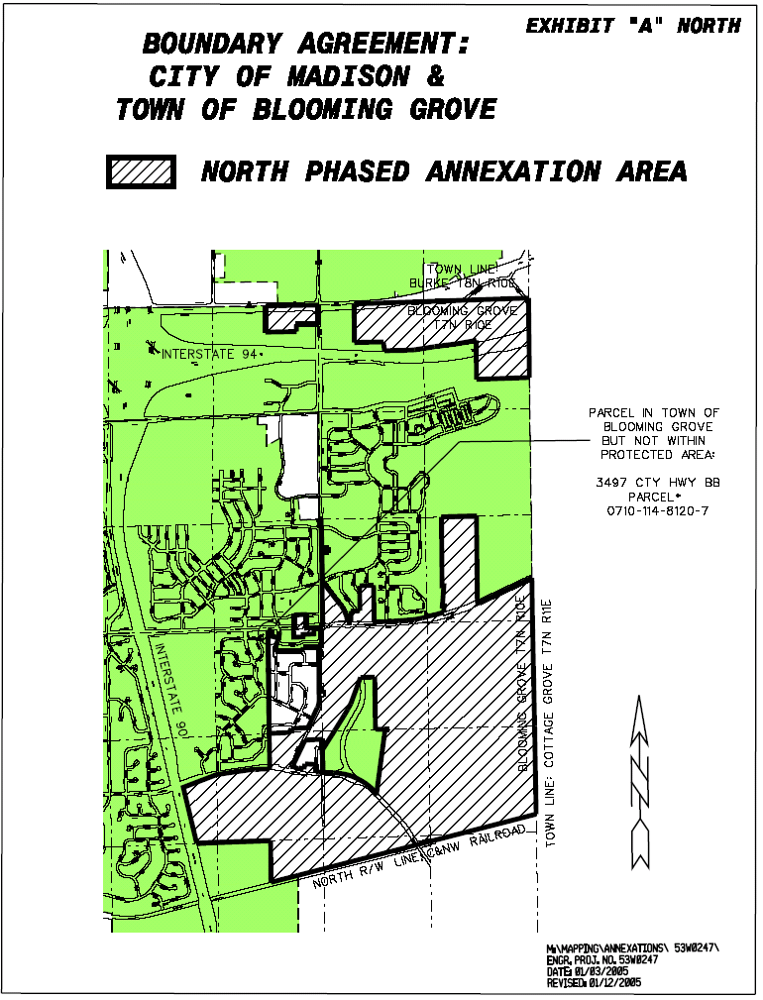 EXHIBIT "A" NORTH
BOUNDARY AGREEMENT:
CITY OF MADISON &
TOWN OF BLOOMING GROVE
NORTH PHASED ANNEXATION AREA
TOWN LINE:
BURKE T8N R10E
BLOOMING GROVE
T7N R10E
INTERSTATE 94
PARCEL IN TOWN OF
BLOOMING GROVE
BUT NOT WITHIN
PROTECTED AREA:
3497 CTY HWY BB
PARCEL#
0710-114-8120-7
INTERSTATE 90
BLOOMING GROVE T7N R10E
TOWN LINE: COTTAGE GROVE T7N R11E
NORTH R/W LINE: C&NW RAILROAD
N
M:\MAPPING\ANNEXATIONS\ 53W0247\
ENGR. PROJ. NO. 53W0247
DATE: 01/03/2005
REVISED: 01/12/2005